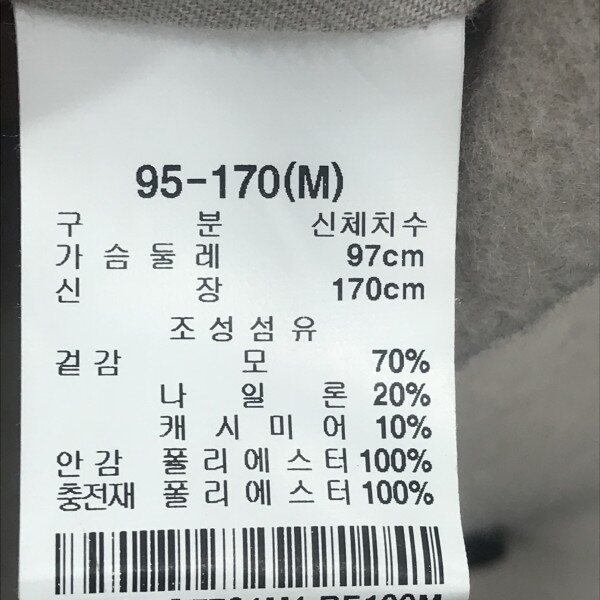 95-170(M)
구 분 신체치수
가슴둘레 97cm
신 장 170cm
조성섬유
겉감 모 70%
나일론 20%
캐시미어 10%
안감 폴리에스터 100%
충전재 폴리에스터 100%